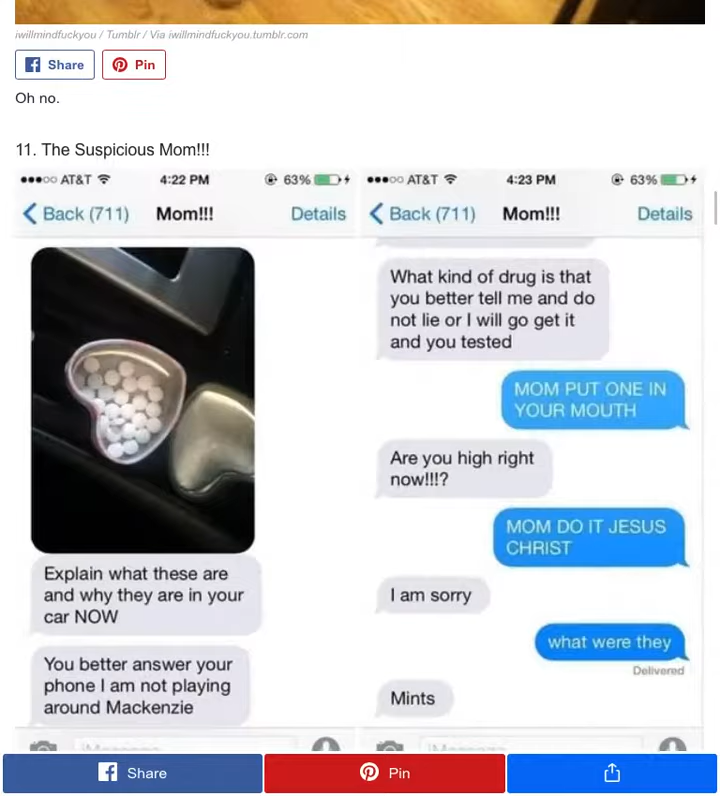 iwillmindfuckyou / Tumblr / Via iwillmindfuckyou.tumblr.com
Share
Pin
Oh no.
11. The Suspicious Mom!!!
AT&T 4:22 PM 63%
Back (711) Mom!!! Details
Explain what these are
and why they are in your
car NOW
You better answer your
phone I am not playing
around Mackenzie
AT&T 4:23 PM 63%
Back (711) Mom!!! Details
What kind of drug is that
you better tell me and do
not lie or I will go get it
and you tested
MOM PUT ONE IN
YOUR MOUTH
Are you high right
now!!!?
MOM DO IT JESUS
CHRIST
I am sorry
what were they
Delivered
Mints
Share
Pin